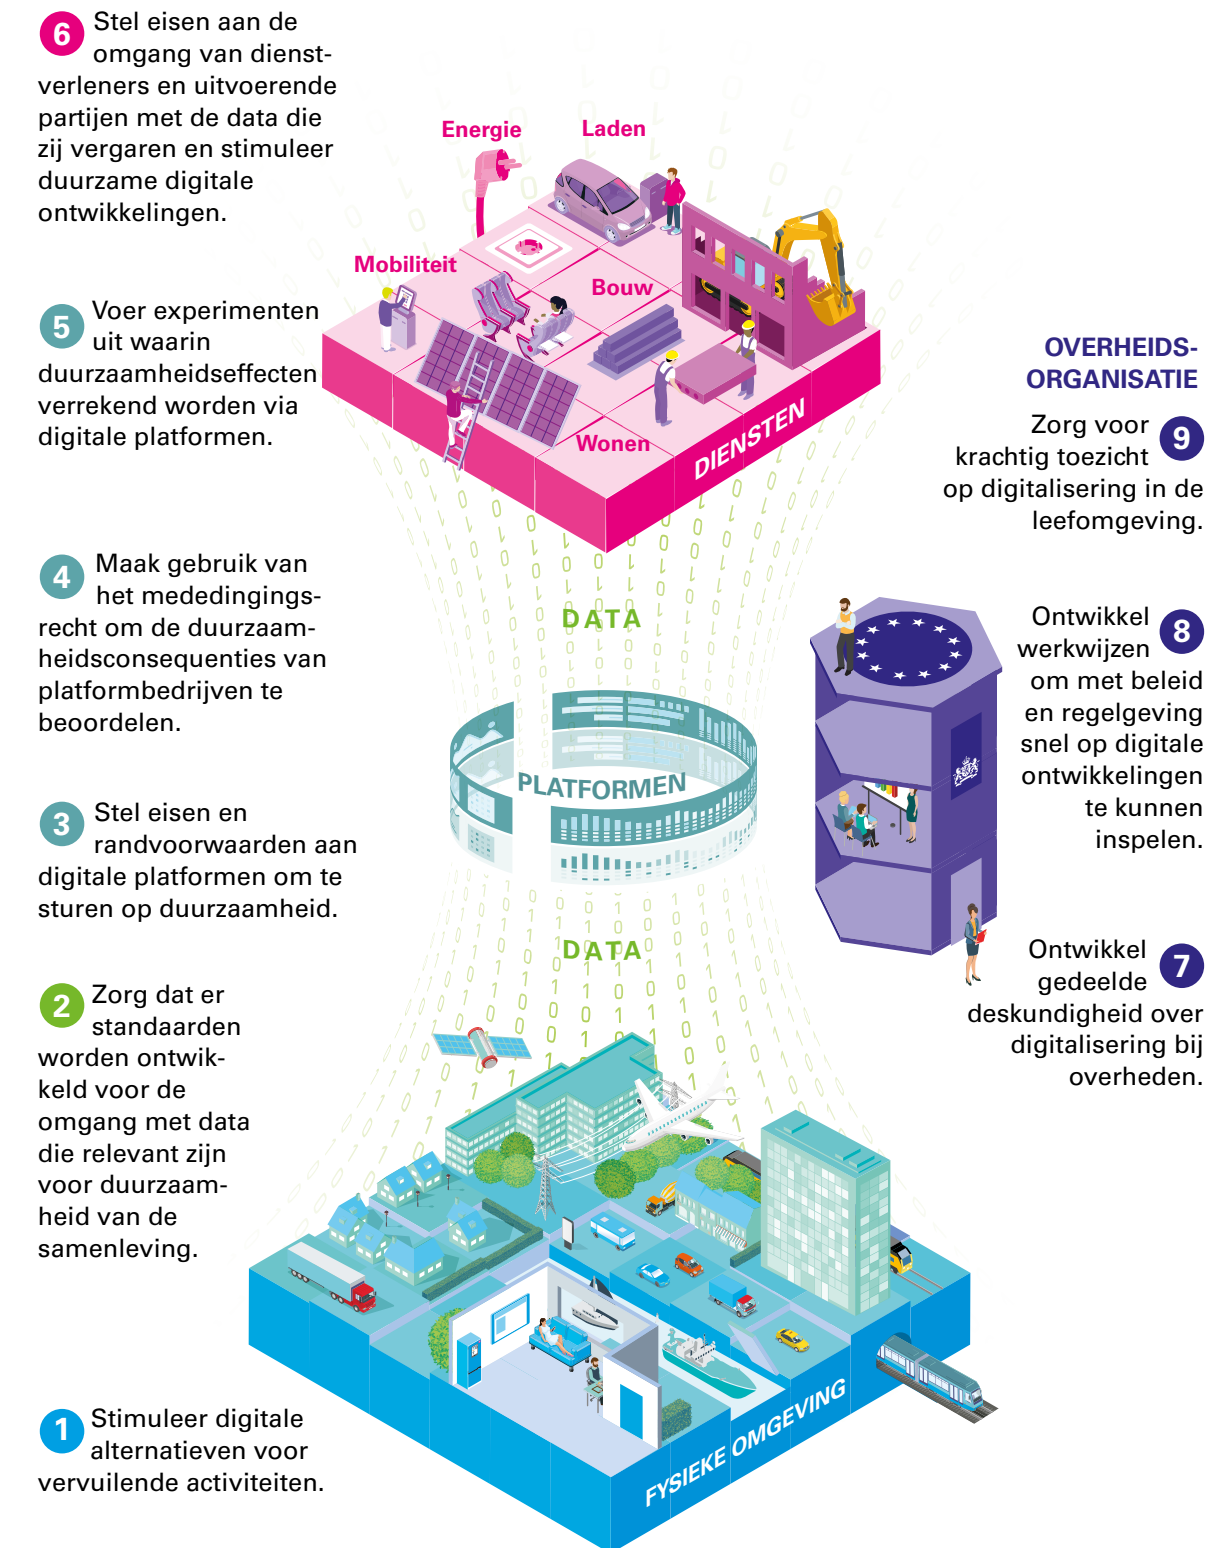 6 Stel eisen aan de
omgang van dienst-
verleners en uitvoerende
partijen met de data die
zij vergaren en stimuleer
duurzame digitale
ontwikkelingen.
Energie
Laden
Mobiliteit
Bouw
Wonen
DIENSTEN
5 Voer experimenten
uit waarin
duurzaamheidseffecten
verrekend worden via
digitale platformen.
4 Maak gebruik van
het mededingings-
recht om de duurzaam-
heidsconsequenties van
platformbedrijven te
beoordelen.
DATA
PLATFORMEN
3 Stel eisen en
randvoorwaarden aan
digitale platformen om te
sturen op duurzaamheid.
DATA
2 Zorg dat er
standaarden
worden ontwik-
keld voor de
omgang met data
die relevant zijn
voor duurzaam-
heid van de
samenleving.
1 Stimuleer digitale
alternatieven voor
vervuilende activiteiten.
FYSIEKE OMGEVING
OVERHEIDS-
ORGANISATIE
Zorg voor 9
krachtig toezicht
op digitalisering in de
leefomgeving.
Ontwikkel 8
werkwijzen
om met beleid
en regelgeving
snel op digitale
ontwikkelingen
te kunnen
inspelen.
Ontwikkel 7
gedeelde
deskundigheid over
digitalisering bij
overheden.